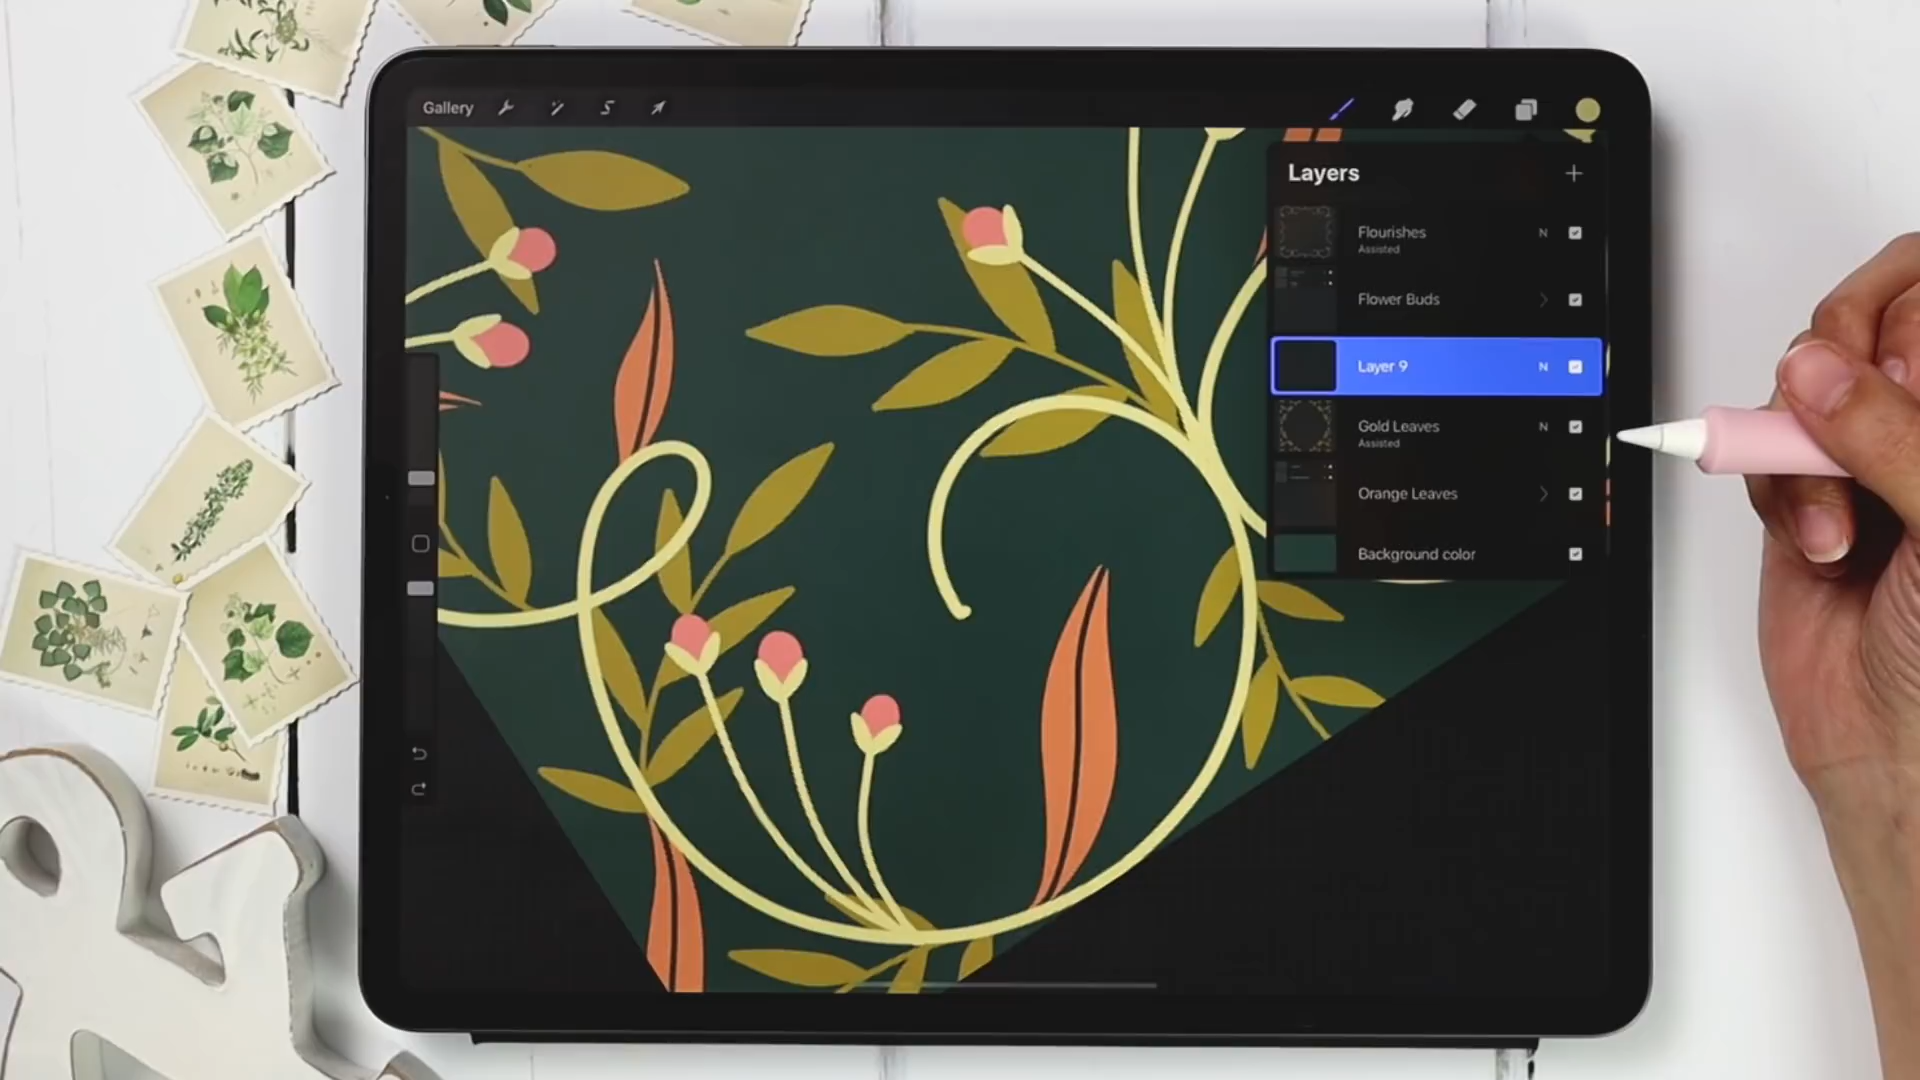 Gallery
Layers
Flourishes
N
Assisted
Flower Buds
Layer 9
N
Gold Leaves
N
Assisted
Orange Leaves
Background color